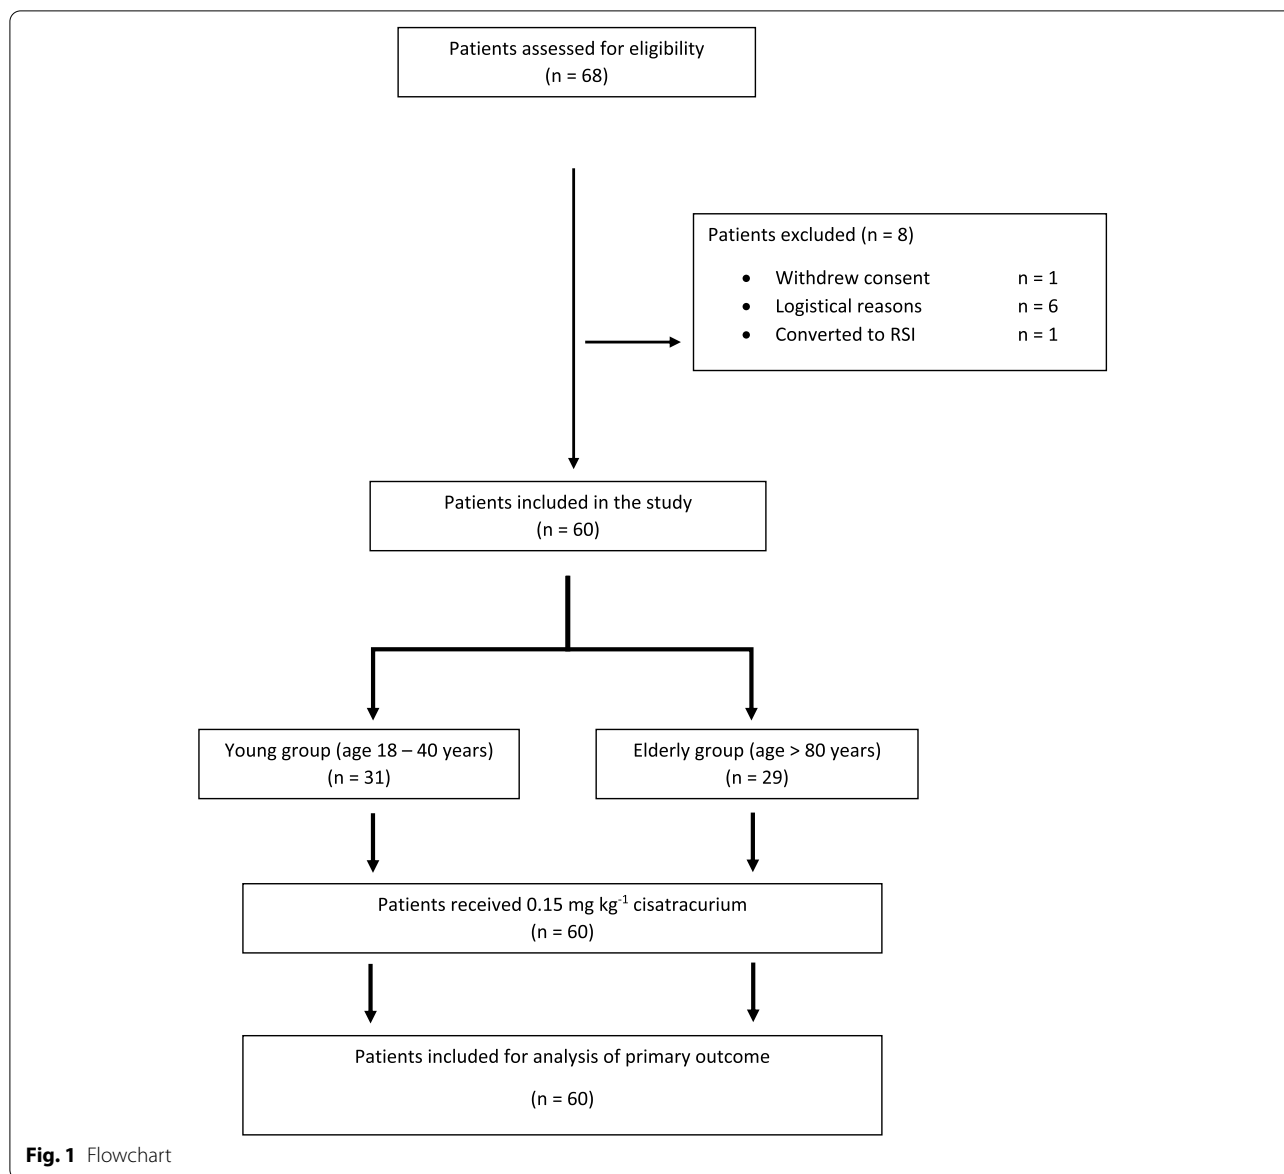 Patients assessed for eligibility
(n = 68)
Patients excluded (n = 8)
• Withdrew consent n = 1
• Logistical reasons n = 6
• Converted to RSI n = 1
Patients included in the study
(n = 60)
Young group (age 18 – 40 years)
(n = 31)
Elderly group (age > 80 years)
(n = 29)
Patients received 0.15 mg kg⁻¹ cisatracurium
(n = 60)
Patients included for analysis of primary outcome
(n = 60)
Fig. 1 Flowchart